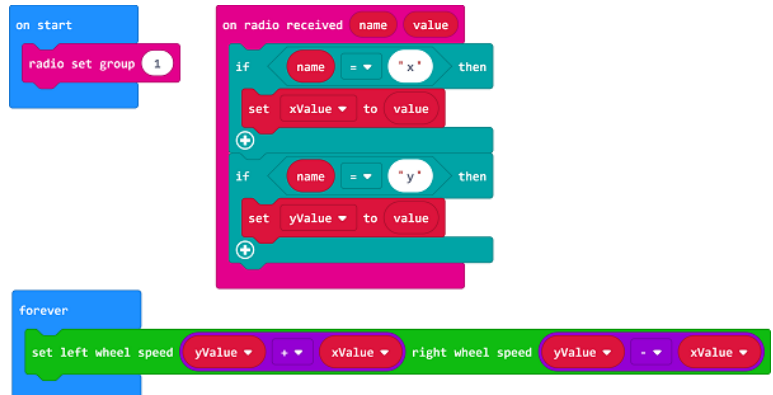 on start
radio set group 1
on radio received name value
if name = "x" then
set xValue to value
if name = "y" then
set yValue to value
forever
set left wheel speed yValue + xValue right wheel speed yValue - xValue